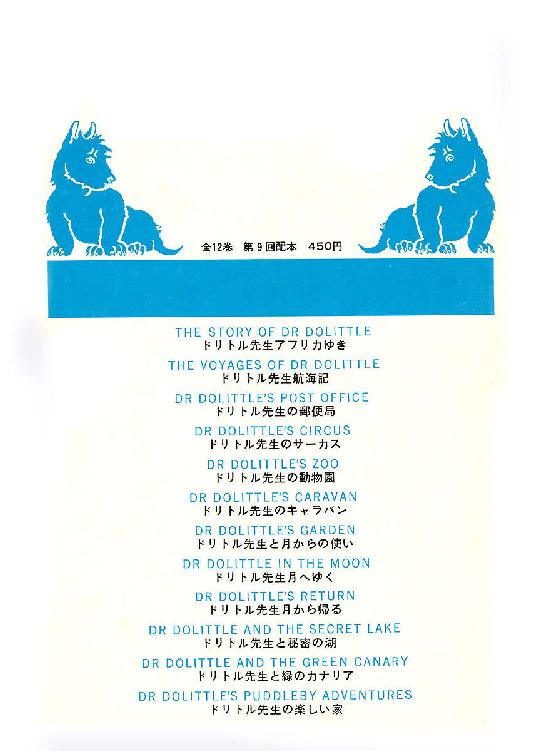 全12巻 第9回配本 450円
THE STORY OF DR DOLITTLE
ドリトル先生アフリカゆき
THE VOYAGES OF DR DOLITTLE
ドリトル先生航海記
DR DOLITTLE'S POST OFFICE
ドリトル先生の郵便局
DR DOLITTLE'S CIRCUS
ドリトル先生のサーカス
DR DOLITTLE'S ZOO
ドリトル先生の動物園
DR DOLITTLE'S CARAVAN
ドリトル先生のキャラバン
DR DOLITTLE'S GARDEN
ドリトル先生と月からの使い
DR DOLITTLE IN THE MOON
ドリトル先生月へゆく
DR DOLITTLE'S RETURN
ドリトル先生月から帰る
DR DOLITTLE AND THE SECRET LAKE
ドリトル先生と秘密の湖
DR DOLITTLE AND THE GREEN CANARY
ドリトル先生と緑のカナリア
DR DOLITTLE'S PUDDLEBY ADVENTURES
ドリトル先生の楽しい家